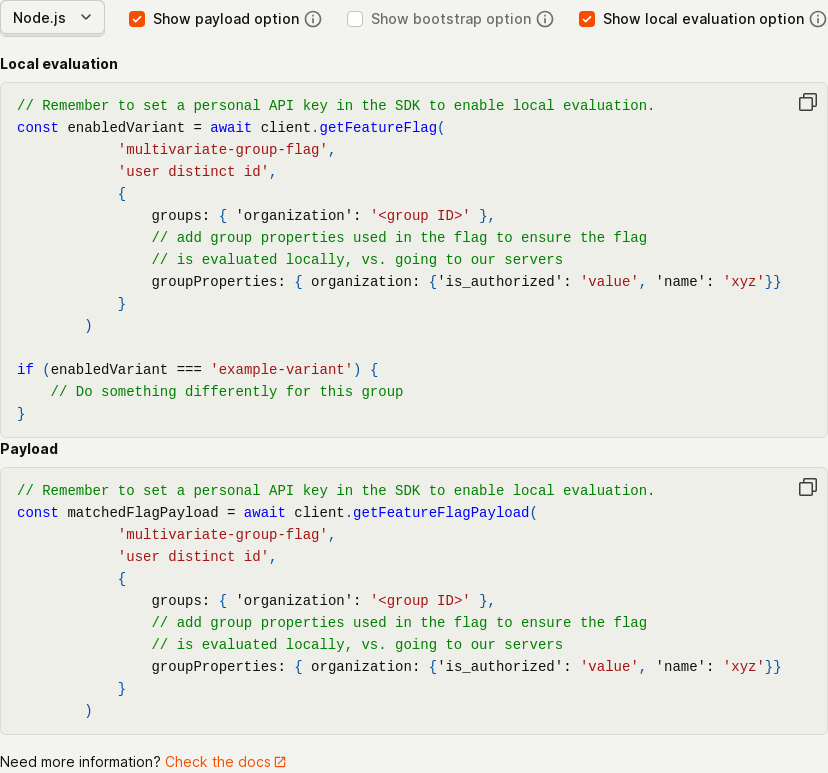 Node.js Show payload option Show bootstrap option Show local evaluation option
Local evaluation
// Remember to set a personal API key in the SDK to enable local evaluation.
const enabledVariant = await client.getFeatureFlag(
            'multivariate-group-flag',
            'user distinct id',
            {
                groups: { 'organization': '<group ID>' },
                // add group properties used in the flag to ensure the flag
                // is evaluated locally, vs. going to our servers
                groupProperties: { organization: {'is_authorized': 'value', 'name': 'xyz'}}
            }
        )

if (enabledVariant === 'example-variant') {
    // Do something differently for this group
}
Payload
// Remember to set a personal API key in the SDK to enable local evaluation.
const matchedFlagPayload = await client.getFeatureFlagPayload(
            'multivariate-group-flag',
            'user distinct id',
            {
                groups: { 'organization': '<group ID>' },
                // add group properties used in the flag to ensure the flag
                // is evaluated locally, vs. going to our servers
                groupProperties: { organization: {'is_authorized': 'value', 'name': 'xyz'}}
            }
        )
Need more information? Check the docs